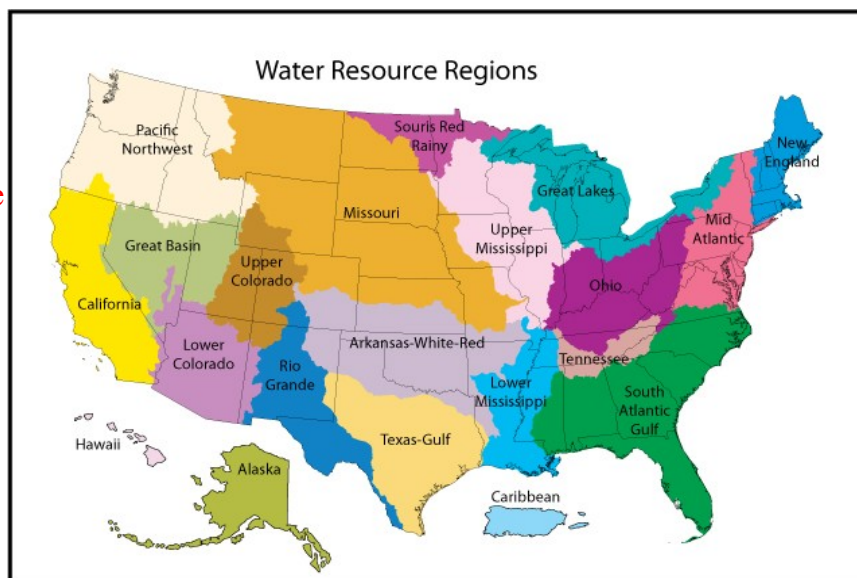 Water Resource Regions
Pacific
Northwest
Souris Red
Rainy
New
England
Great Lakes
Missouri
Mid
Atlantic
Upper
Mississippi
Great Basin
Upper
Colorado
Ohio
California
Arkansas-White-Red
Tennessee
Lower
Colorado
Rio
Grande
Lower
Mississippi
South
Atlantic
Gulf
Texas-Gulf
Hawaii
Alaska
Caribbean